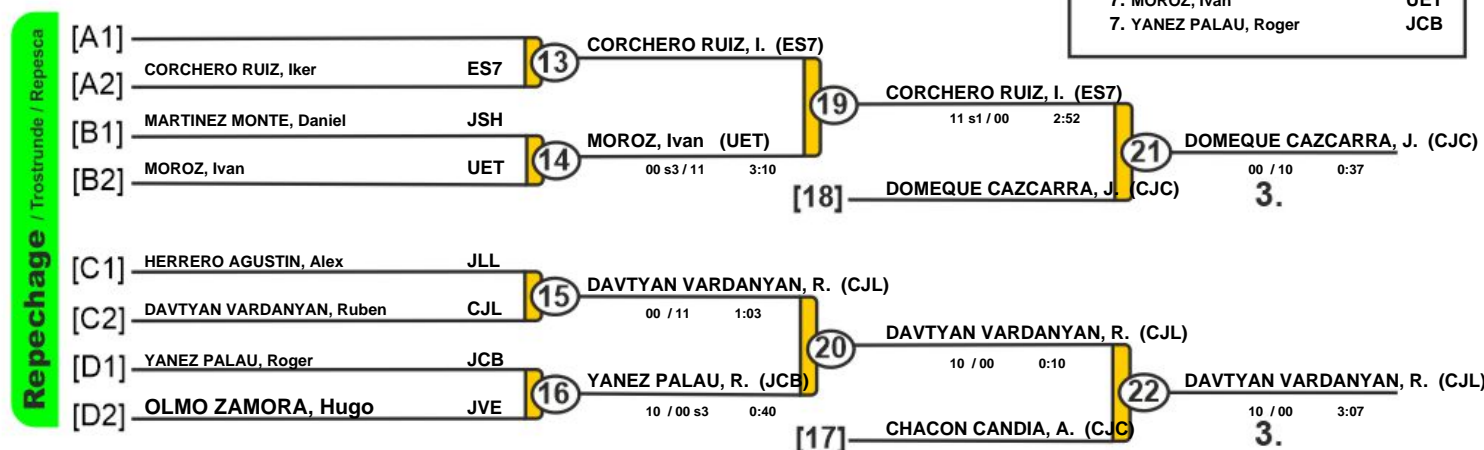 7. MOROZ, Ivan UET
7. YANEZ PALAU, Roger JCB
Repechage / Trostrunde / Repesca
[A1]
CORCHERO RUIZ, Iker ES7
[A2]
13
CORCHERO RUIZ, I. (ES7)
[B1]
MARTINEZ MONTE, Daniel JSH
MOROZ, Ivan UET
[B2]
14
MOROZ, Ivan (UET)
00 s3 / 11 3:10
19
CORCHERO RUIZ, I. (ES7)
11 s1 / 00 2:52
[18]
DOMEQUE CAZCARRA, J. (CJC)
21
DOMEQUE CAZCARRA, J. (CJC)
00 / 10 0:37
3.
[C1]
HERRERO AGUSTIN, Alex JLL
DAVTYAN VARDANYAN, Ruben CJL
[C2]
15
DAVTYAN VARDANYAN, R. (CJL)
00 / 11 1:03
[D1]
YANEZ PALAU, Roger JCB
OLMO ZAMORA, Hugo JVE
[D2]
16
YANEZ PALAU, R. (JCB)
10 / 00 s3 0:40
20
DAVTYAN VARDANYAN, R. (CJL)
10 / 00 0:10
[17]
CHACON CANDIA, A. (CJC)
22
DAVTYAN VARDANYAN, R. (CJL)
10 / 00 3:07
3.